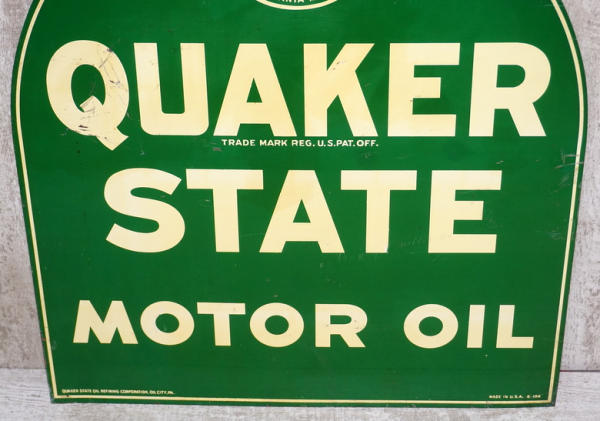 QUAKER
TRADE MARK REG. U.S. PAT. OFF.
STATE
MOTOR OIL
QUAKER STATE OIL REFINING CORPORATION, OIL CITY, PA.
MADE IN U.S.A.